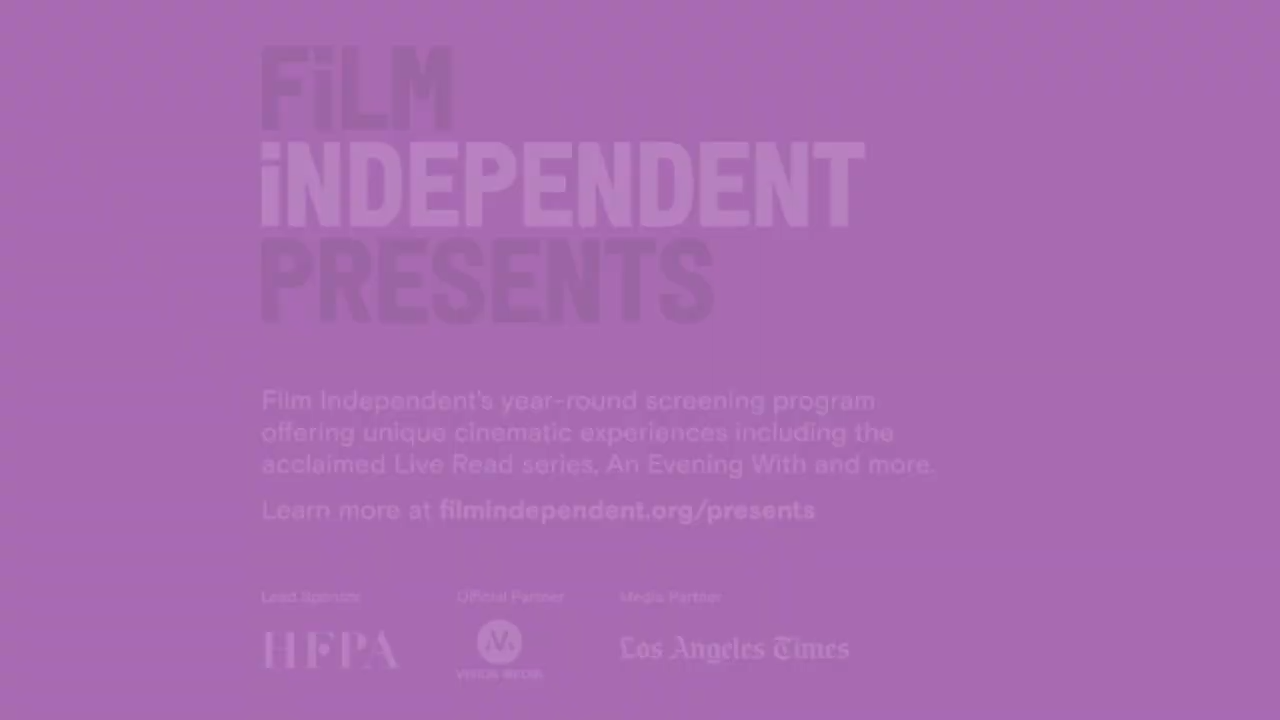 FiLM
iNDEPENDENT
PRESENTS
Film Independent's year-round screening program
offering unique cinematic experiences including the
acclaimed Live Read series, An Evening With and more.
Learn more at filmindependent.org/presents
Lead Sponsor Official Partner Media Partner
HFPA VISION MEDIA Los Angeles Times